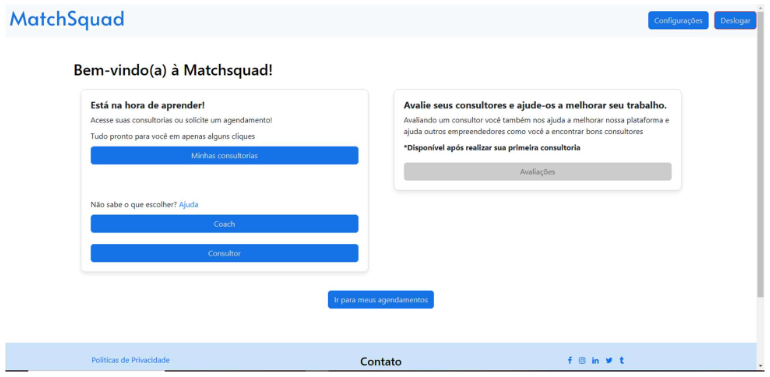 MatchSquad
Configurações
Deslogar
Bem-vindo(a) à Matchsquad!
Está na hora de aprender!
Acesse suas consultorias ou solicite um agendamento!
Tudo pronto para você em apenas alguns cliques
Minhas consultorias
Não sabe o que escolher? Ajuda
Coach
Consultor
Avalie seus consultores e ajude-os a melhorar seu trabalho.
Avaliando um consultor você também nos ajuda a melhorar nossa plataforma e
ajuda outros empreendedores como você a encontrar bons consultores
*Disponível após realizar sua primeira consultoria
Avaliações
Ir para meus agendamentos
Políticas de Privacidade
Contato